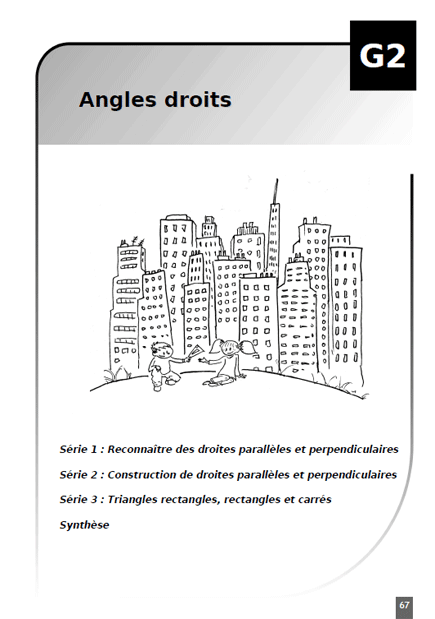 G2
Angles droits
Série 1 : Reconnaître des droites parallèles et perpendiculaires
Série 2 : Construction de droites parallèles et perpendiculaires
Série 3 : Triangles rectangles, rectangles et carrés
Synthèse
67